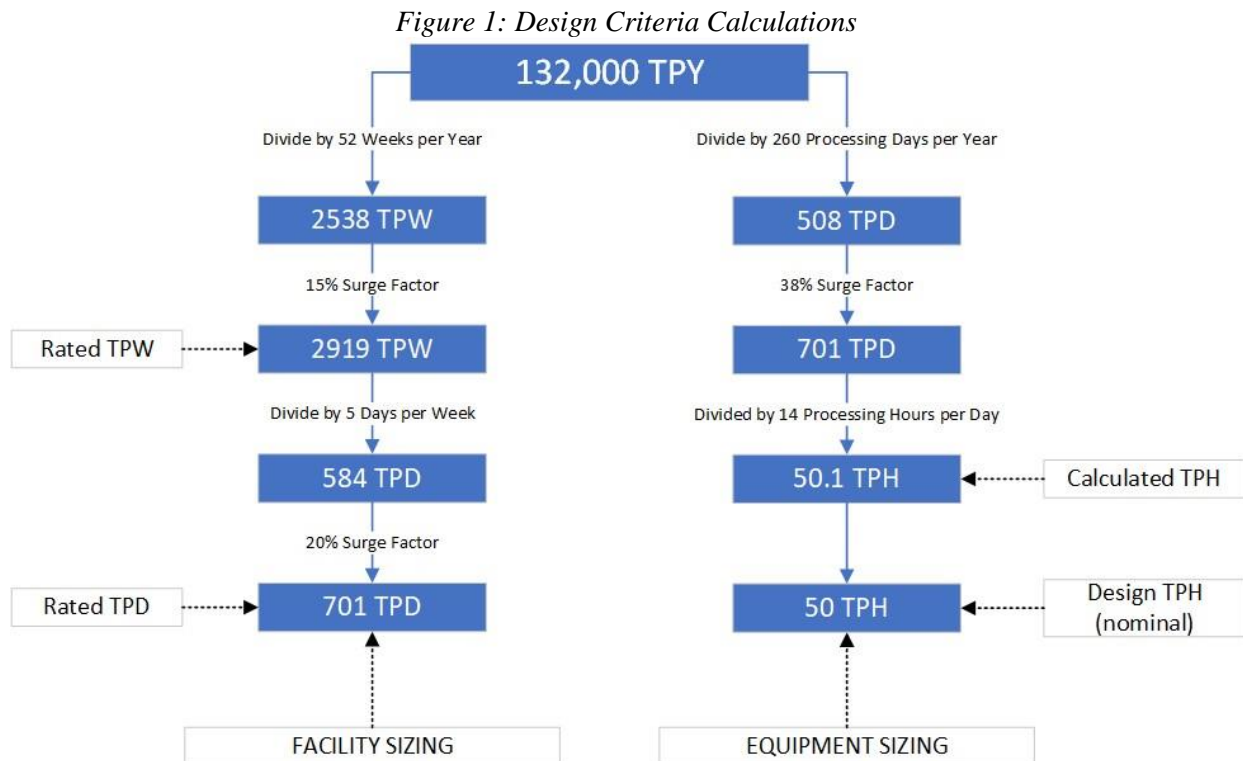 Figure 1: Design Criteria Calculations
132,000 TPY
Divide by 52 Weeks per Year
Divide by 260 Processing Days per Year
2538 TPW
508 TPD
15% Surge Factor
38% Surge Factor
Rated TPW
2919 TPW
701 TPD
Divide by 5 Days per Week
Divided by 14 Processing Hours per Day
584 TPD
50.1 TPH
Calculated TPH
20% Surge Factor
Rated TPD
701 TPD
50 TPH
Design TPH
(nominal)
FACILITY SIZING
EQUIPMENT SIZING